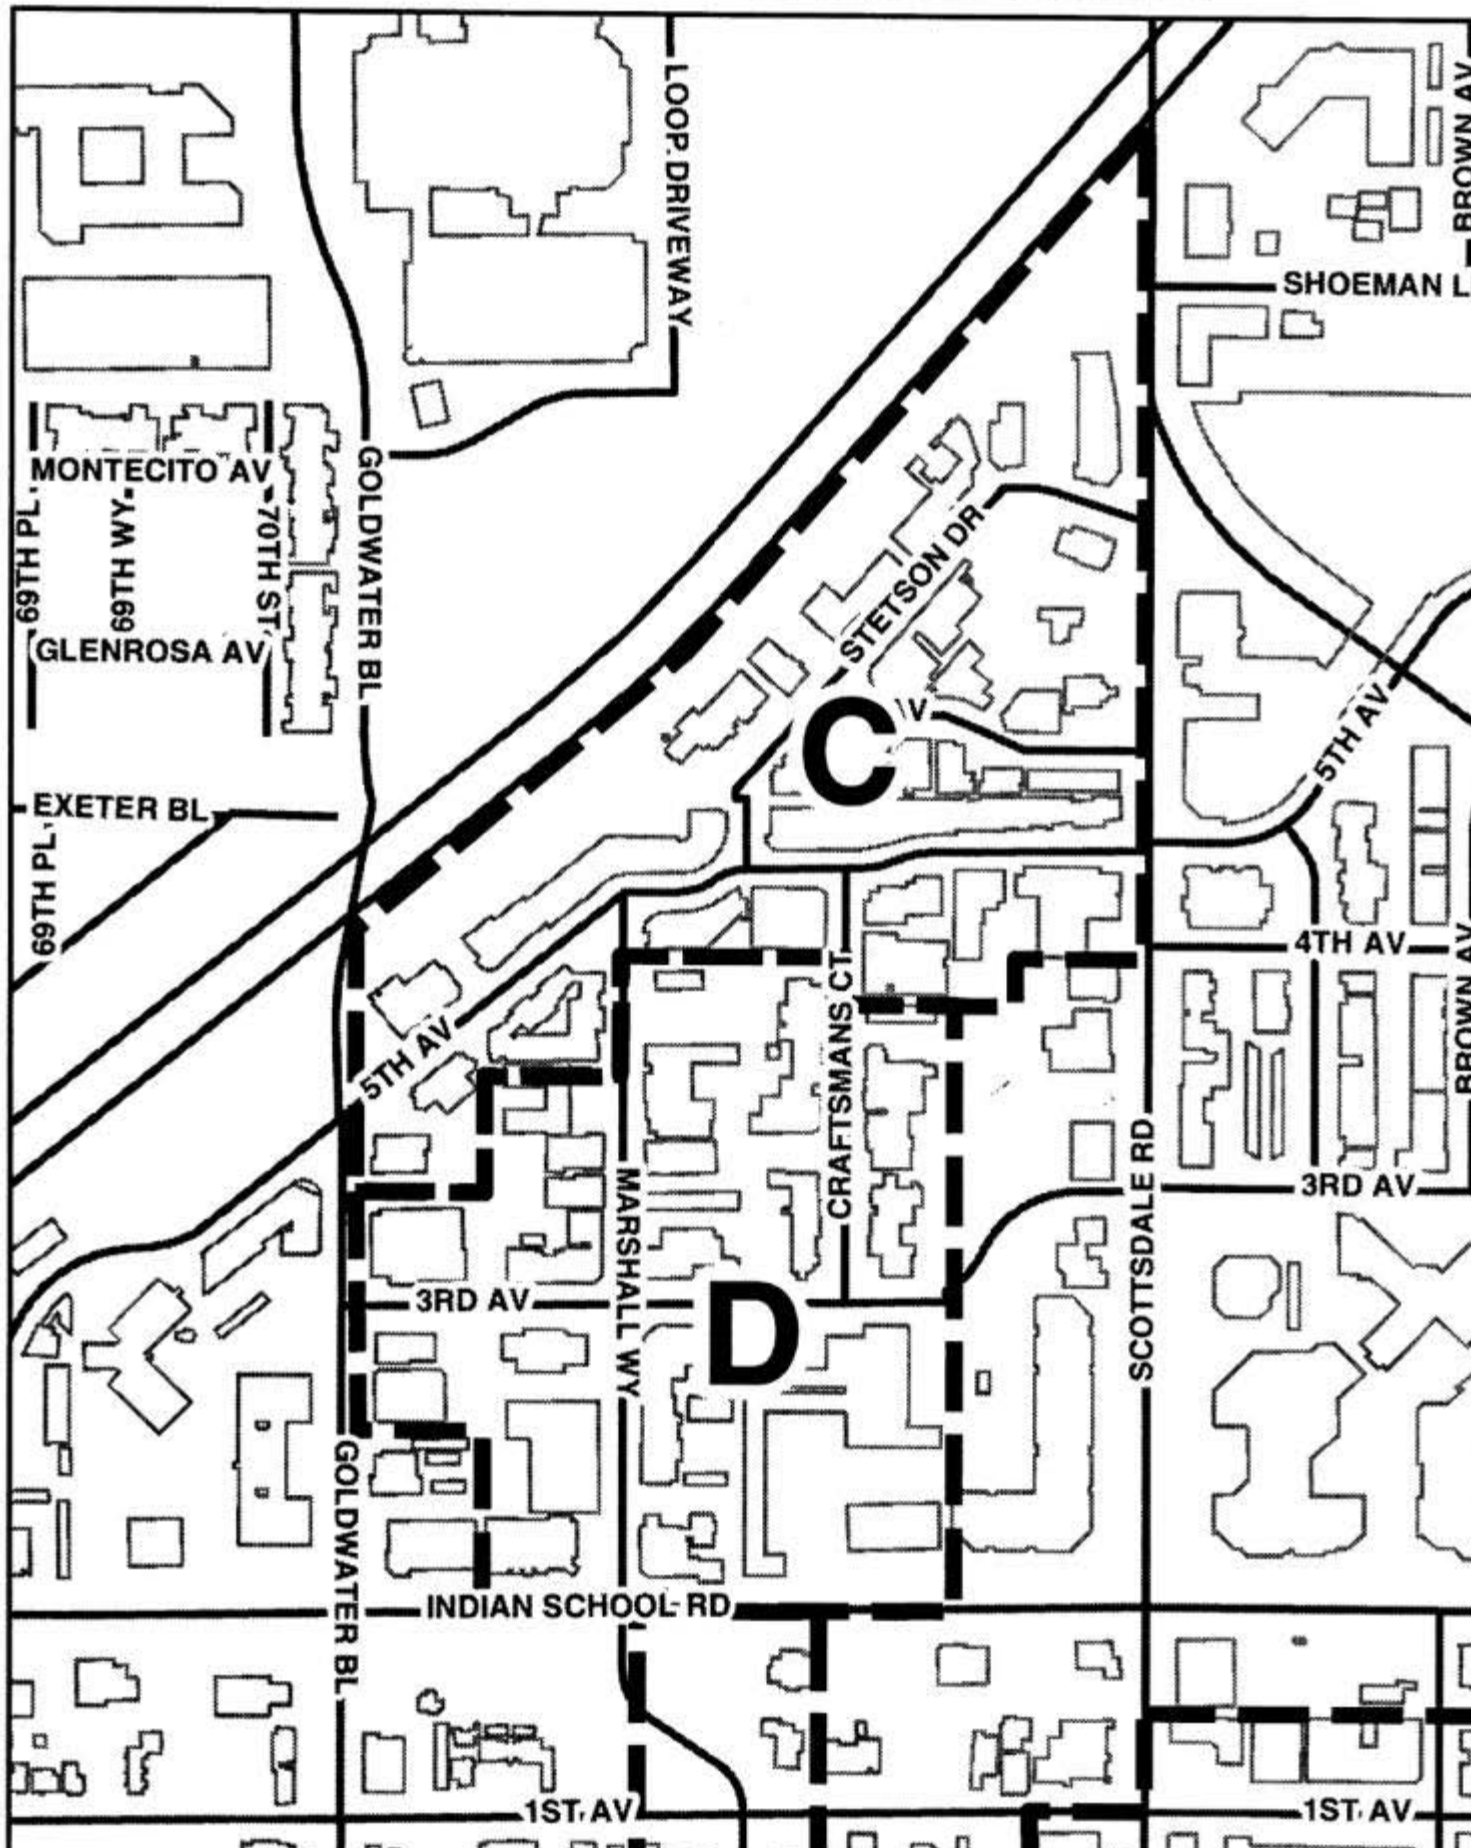 LOOP DRIVEWAY
BROWN AV
SHOEMAN L
GOLDWATER BL
MONTECITO AV
69TH PL
69TH WY
70TH ST
STETSON DR
GLENROSA AV
C
V
5TH AV
EXETER BL
69TH PL
4TH AV
BROWN AV
CRAFTSMANS CT
5TH AV
MARSHALL WY
SCOTTSDALE RD
3RD AV
3RD AV
D
GOLDWATER BL
INDIAN SCHOOL RD
1ST AV
1ST AV